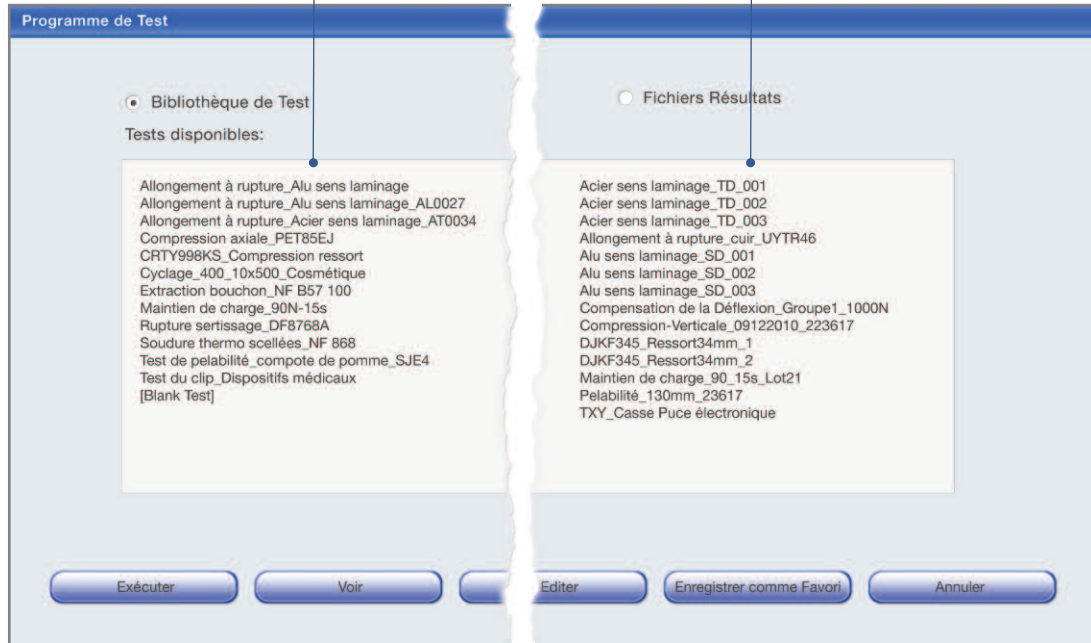 Programme de Test
Bibliothèque de Test
Tests disponibles:
Allongement à rupture_Alu sens laminage
Allongement à rupture_Alu sens laminage_AL0027
Allongement à rupture_Acier sens laminage_AT0034
Compression axiale_PET85EJ
CRTY998KS_Compression ressort
Cyclage_400_10x500_Cosmétique
Extraction bouchon_NF B57 100
Maintien de charge_90N-15s
Rupture sertissage_DF8768A
Soudure thermo scellées_NF 868
Test de pelabilité_compote de pomme_SJE4
Test du clip_Dispositifs médicaux
[Blank Test]
Fichiers Résultats
Acier sens laminage_TD_001
Acier sens laminage_TD_002
Acier sens laminage_TD_003
Allongement à rupture_cuir_UYTR46
Alu sens laminage_SD_001
Alu sens laminage_SD_002
Alu sens laminage_SD_003
Compensation de la Déflexion_Groupe1_1000N
Compression-Verticale_09122010_223617
DJKF345_Ressort34mm_1
DJKF345_Ressort34mm_2
Maintien de charge_90_15s_Lot21
Pelabilité_130mm_23617
TXY_Casse Puce électronique
Exécuter
Voir
Editer
Enregistrer comme Favori
Annuler